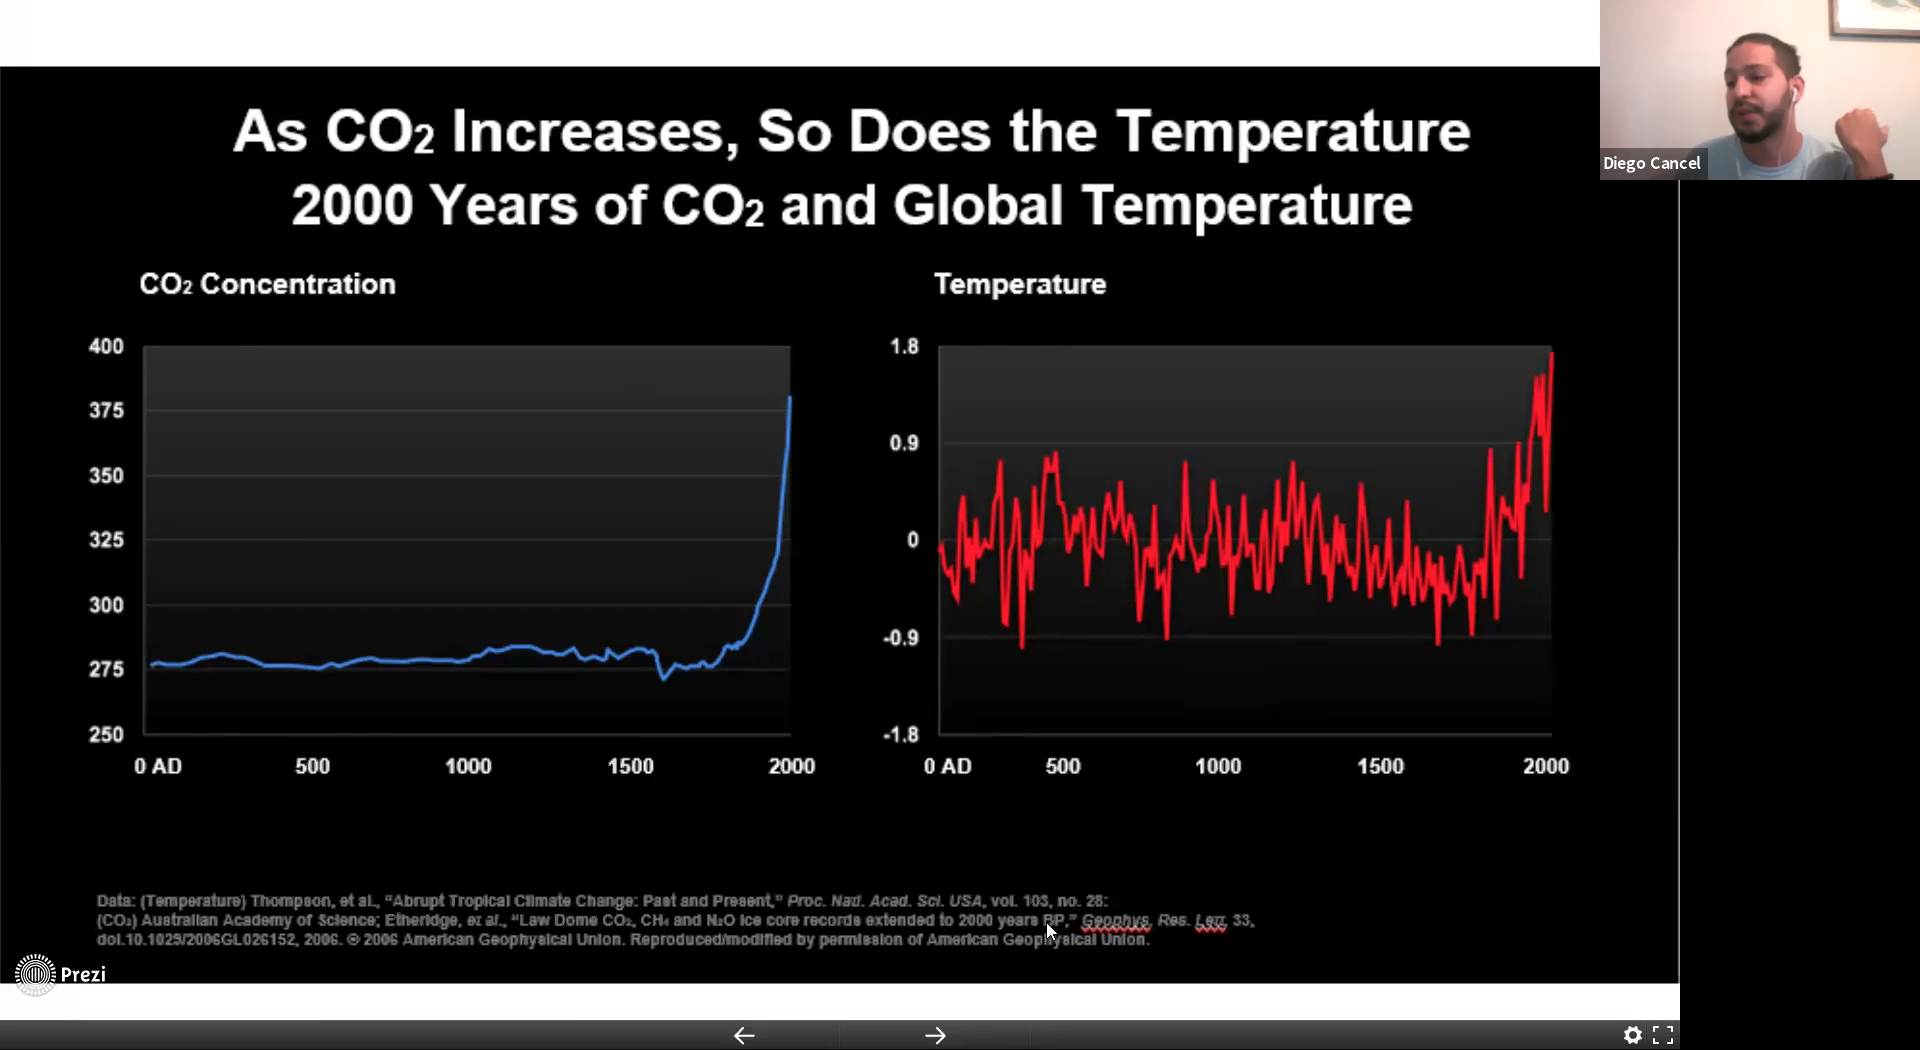 As CO2 Increases, So Does the Temperature
2000 Years of CO2 and Global Temperature
Diego Cancel
CO2 Concentration
400
375
350
325
300
275
250
0 AD 500 1000 1500 2000
Temperature
1.8
0.9
0
-0.9
-1.8
0 AD 500 1000 1500 2000
Data: (Temperature) Thompson, et al., “Abrupt Tropical Climate Change: Past and Present,” Proc. Natl. Acad. Sci. USA, vol. 103, no. 28:
(CO2) Australian Academy of Science; Etheridge, et al., “Law Dome CO2, CH4 and N2O ice core records extended to 2000 years BP,” Geophys. Res. Lett. 33,
doi.10.1029/2006GL026152, 2006. © 2006 American Geophysical Union. Reproduced/modified by permission of American Geophysical Union.
Prezi